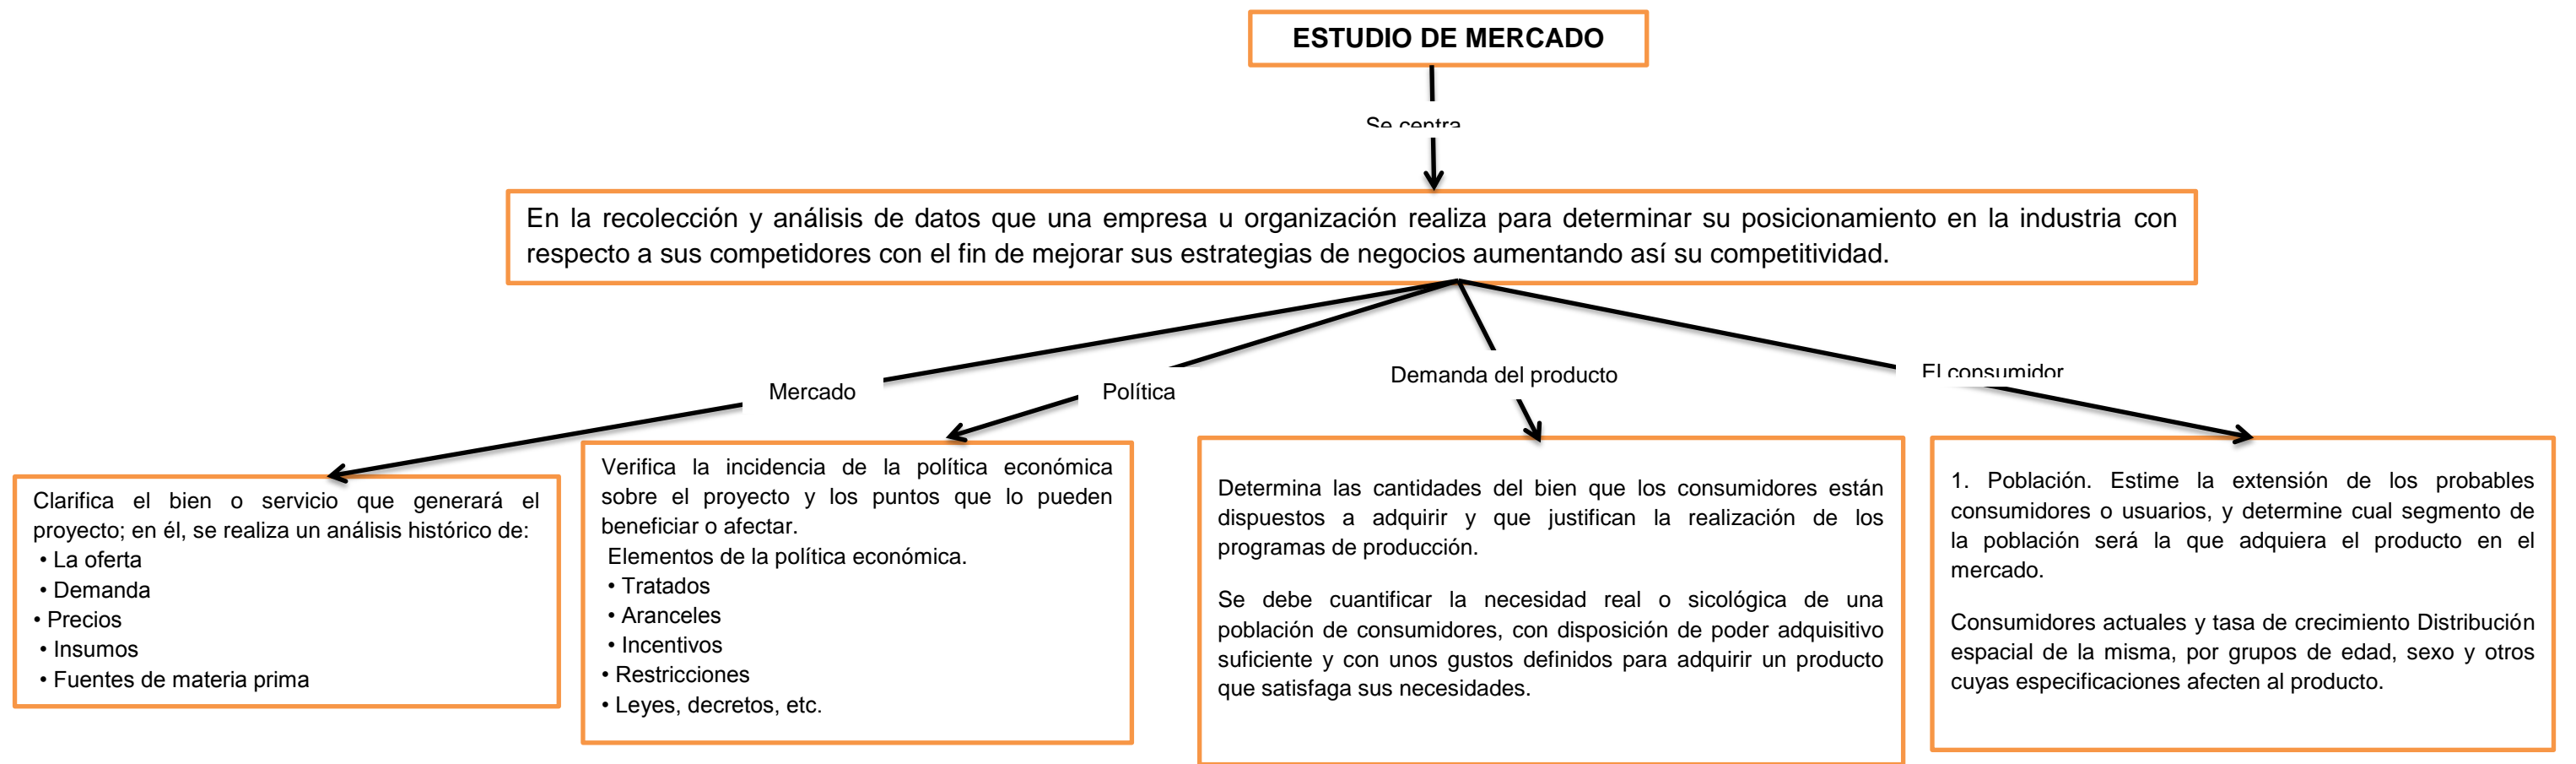 ESTUDIO DE MERCADO
Se centra
En la recolección y análisis de datos que una empresa u organización realiza para determinar su posicionamiento en la industria con
respecto a sus competidores con el fin de mejorar sus estrategias de negocios aumentando así su competitividad.
Mercado
Política
Demanda del producto
El consumidor
Clarifica el bien o servicio que generará el
proyecto; en él, se realiza un análisis histórico de:
• La oferta
• Demanda
• Precios
• Insumos
• Fuentes de materia prima
Verifica la incidencia de la política económica
sobre el proyecto y los puntos que lo pueden
beneficiar o afectar.
Elementos de la política económica.
• Tratados
• Aranceles
• Incentivos
• Restricciones
• Leyes, decretos, etc.
Determina las cantidades del bien que los consumidores están
dispuestos a adquirir y que justifican la realización de los
programas de producción.
Se debe cuantificar la necesidad real o sicológica de una
población de consumidores, con disposición de poder adquisitivo
suficiente y con unos gustos definidos para adquirir un producto
que satisfaga sus necesidades.
1. Población. Estime la extensión de los probables
consumidores o usuarios, y determine cual segmento de
la población será la que adquiera el producto en el
mercado.
Consumidores actuales y tasa de crecimiento Distribución
espacial de la misma, por grupos de edad, sexo y otros
cuyas especificaciones afecten al producto.